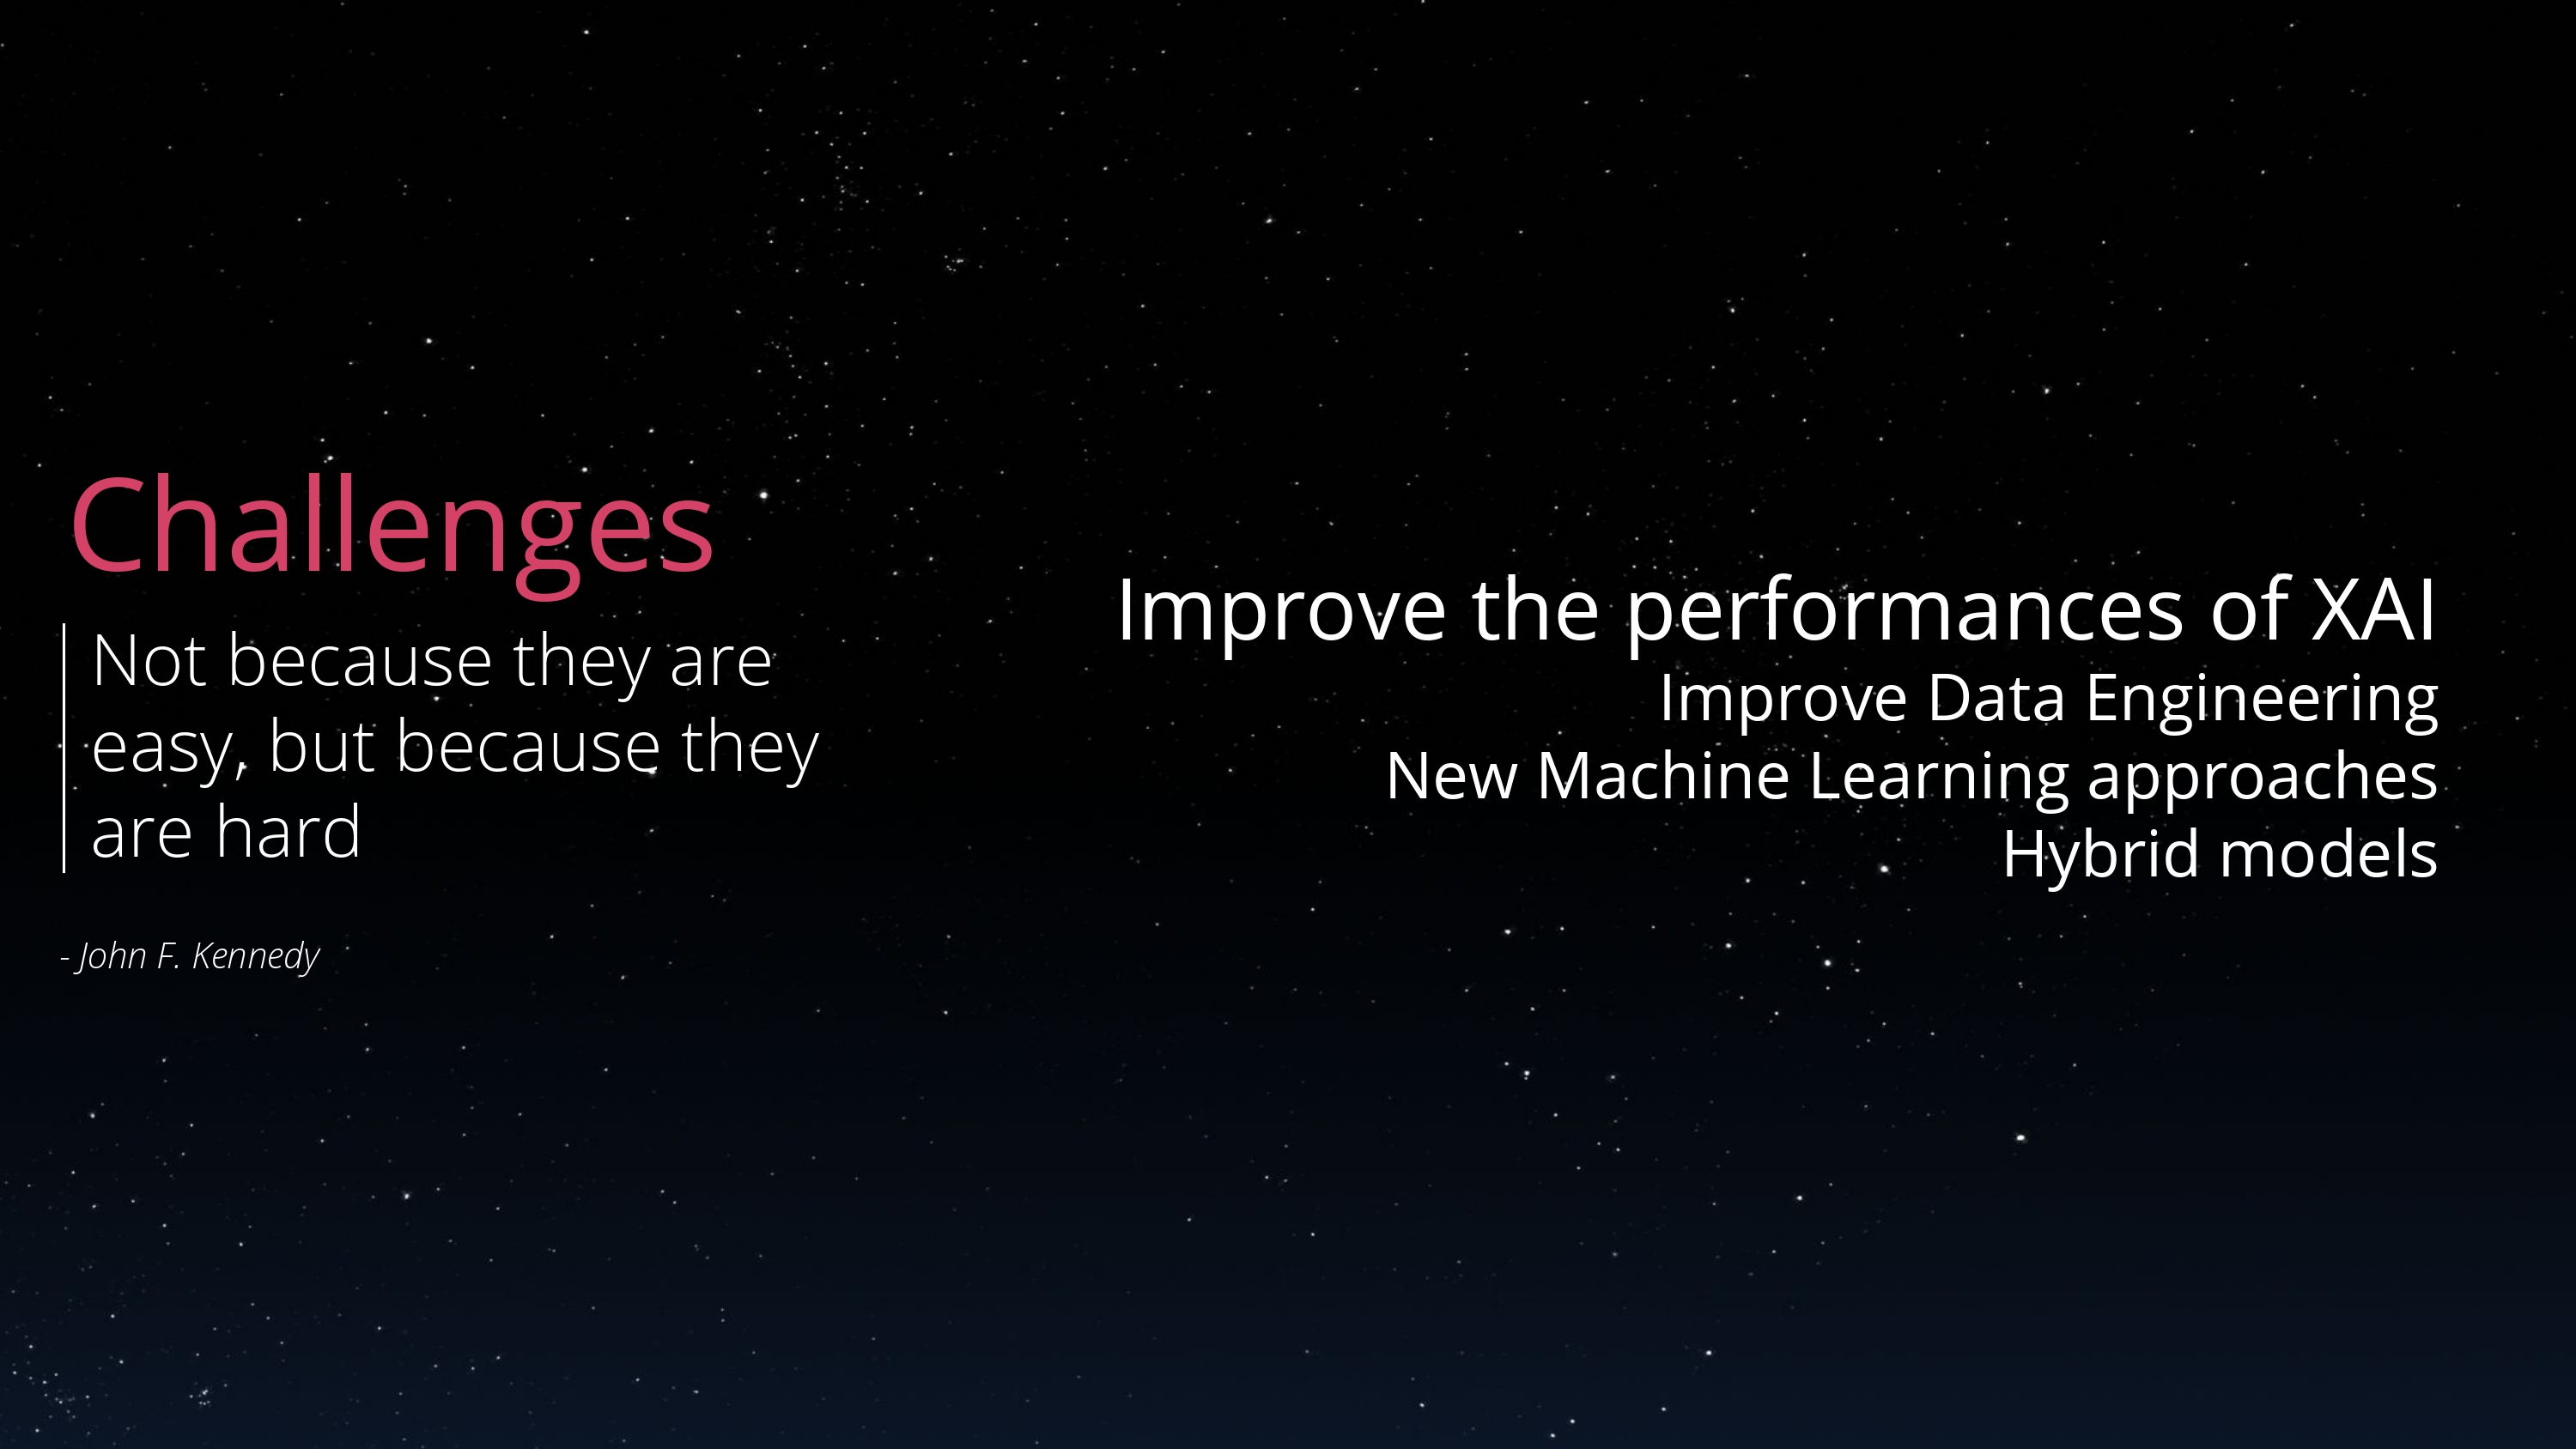 Challenges
Not because they are
easy, but because they
are hard
- John F. Kennedy
Improve the performances of XAI
Improve Data Engineering
New Machine Learning approaches
Hybrid models